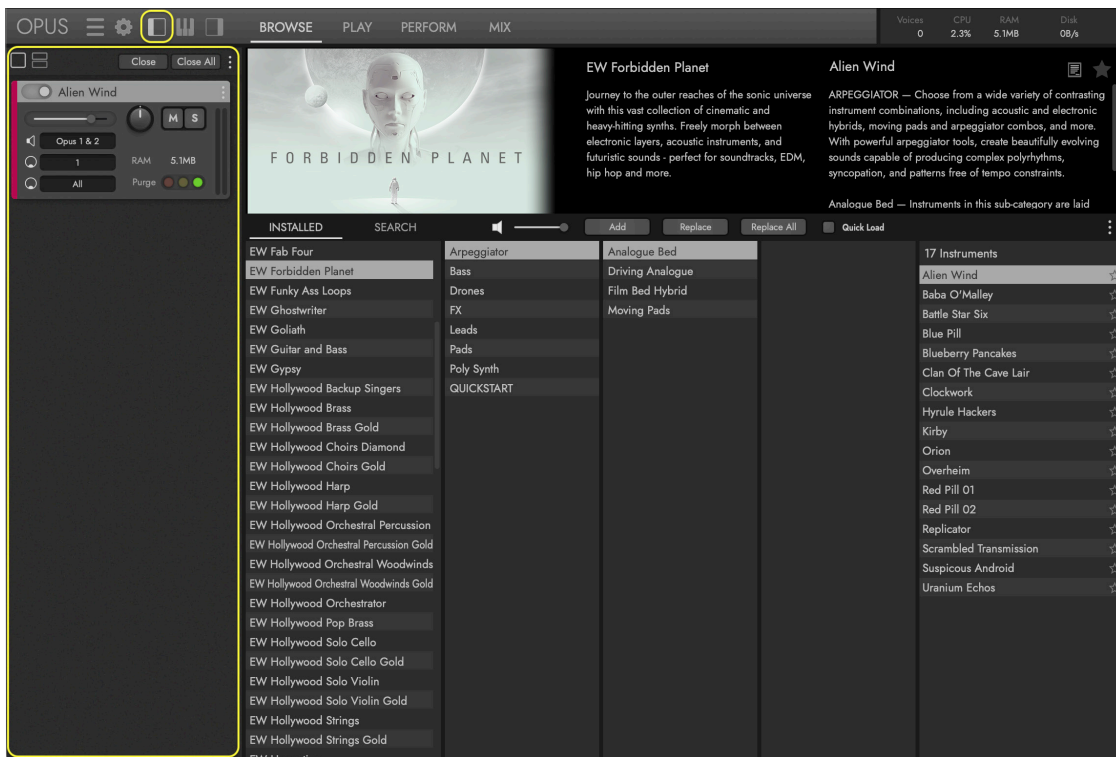 OPUS
BROWSE
PLAY
PERFORM
MIX
Voices
0
CPU
2.3%
RAM
5.1MB
Disk
0B/s
Close
Close All
Alien Wind
M
S
Opus 1 & 2
1
RAM 5.1MB
All
Purge
FORBIDDEN PLANET
EW Forbidden Planet
Journey to the outer reaches of the sonic universe
with this vast collection of cinematic and
heavy-hitting synths. Freely morph between
electronic layers, acoustic instruments, and
futuristic sounds - perfect for soundtracks, EDM,
hip hop and more.
Alien Wind
ARPEGGIATOR — Choose from a wide variety of contrasting
instrument combinations, including acoustic and electronic
hybrids, moving pads and arpeggiator combos, and more.
With powerful arpeggiator tools, create beautifully evolving
sounds capable of producing complex polyrhythms,
syncopation, and patterns free of tempo constraints.
Analogue Bed — Instruments in this sub-category are laid
INSTALLED
SEARCH
Add
Replace
Replace All
Quick Load
EW Fab Four
EW Forbidden Planet
EW Funky Ass Loops
EW Ghostwriter
EW Goliath
EW Guitar and Bass
EW Gypsy
EW Hollywood Backup Singers
EW Hollywood Brass
EW Hollywood Brass Gold
EW Hollywood Choirs Diamond
EW Hollywood Choirs Gold
EW Hollywood Harp
EW Hollywood Harp Gold
EW Hollywood Orchestral Percussion
EW Hollywood Orchestral Percussion Gold
EW Hollywood Orchestral Woodwinds
EW Hollywood Orchestral Woodwinds Gold
EW Hollywood Orchestrator
EW Hollywood Pop Brass
EW Hollywood Solo Cello
EW Hollywood Solo Cello Gold
EW Hollywood Solo Violin
EW Hollywood Solo Violin Gold
EW Hollywood Strings
EW Hollywood Strings Gold
Arpeggiator
Bass
Drones
FX
Leads
Pads
Poly Synth
QUICKSTART
Analogue Bed
Driving Analogue
Film Bed Hybrid
Moving Pads
17 Instruments
Alien Wind
Baba O'Malley
Battle Star Six
Blue Pill
Blueberry Pancakes
Clan Of The Cave Lair
Clockwork
Hyrule Hackers
Kirby
Orion
Overheim
Red Pill 01
Red Pill 02
Replicator
Scrambled Transmission
Suspicous Android
Uranium Echos